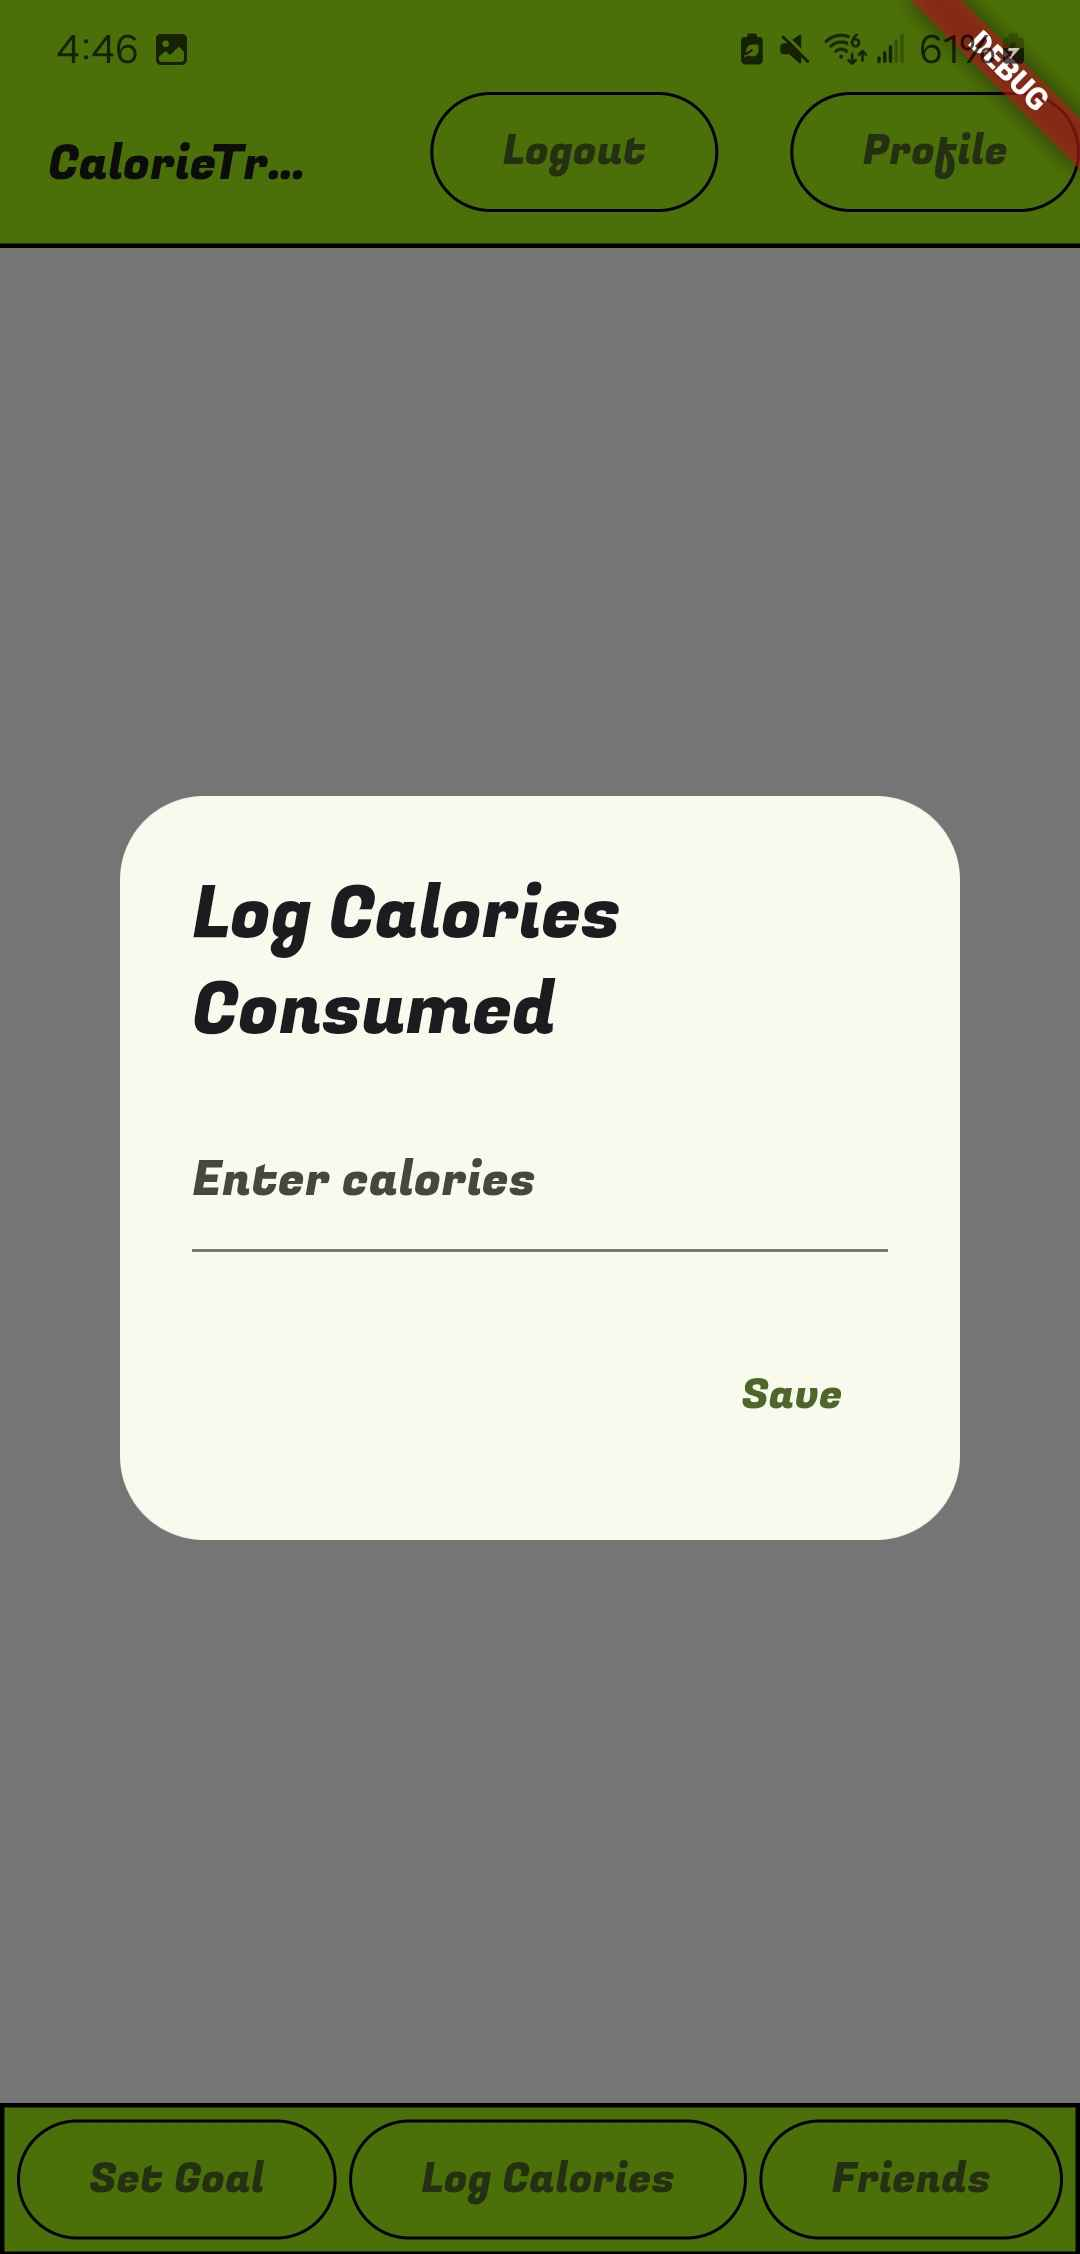 4:46 61%
DEBUG
CalorieTr... Logout Profile
Log Calories
Consumed
Enter calories
Save
Set Goal Log Calories Friends